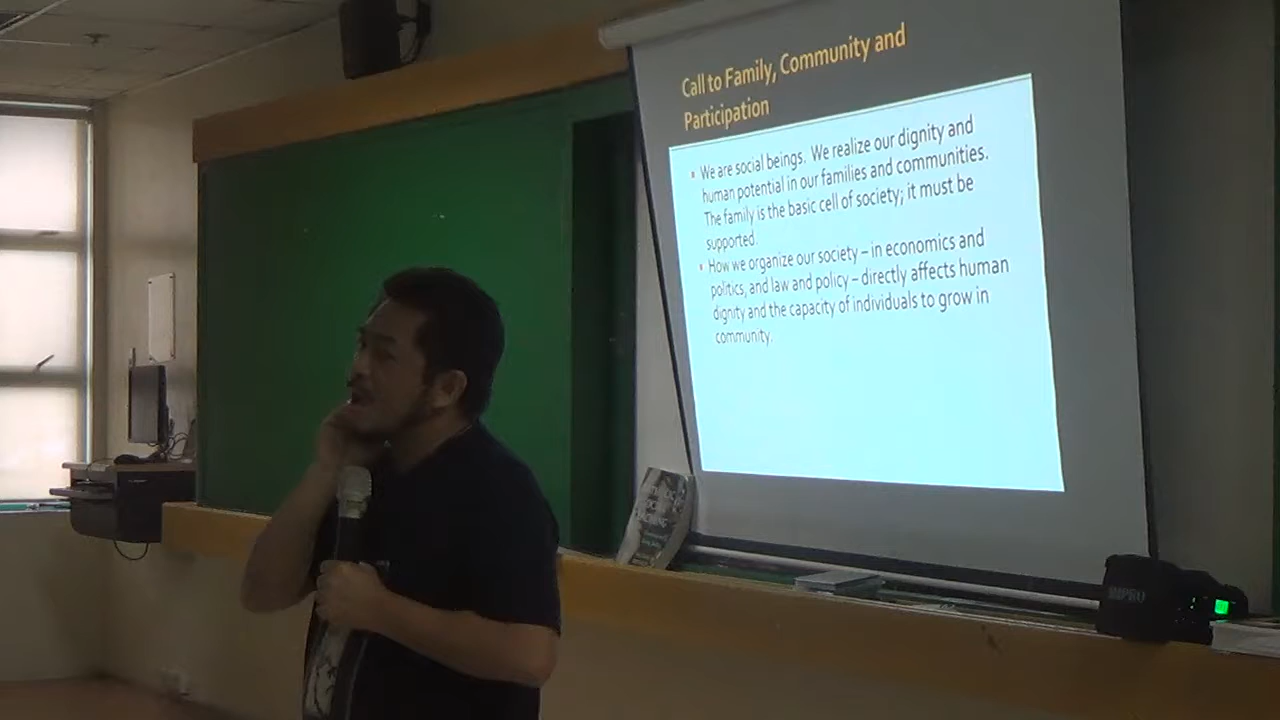 Call to Family, Community and
Participation
We are social beings. We realize our dignity and
human potential in our families and communities.
The family is the basic cell of society; it must be
supported.
How we organize our society – in economics and
politics, and law and policy – directly affects human
dignity and the capacity of individuals to grow in
community.